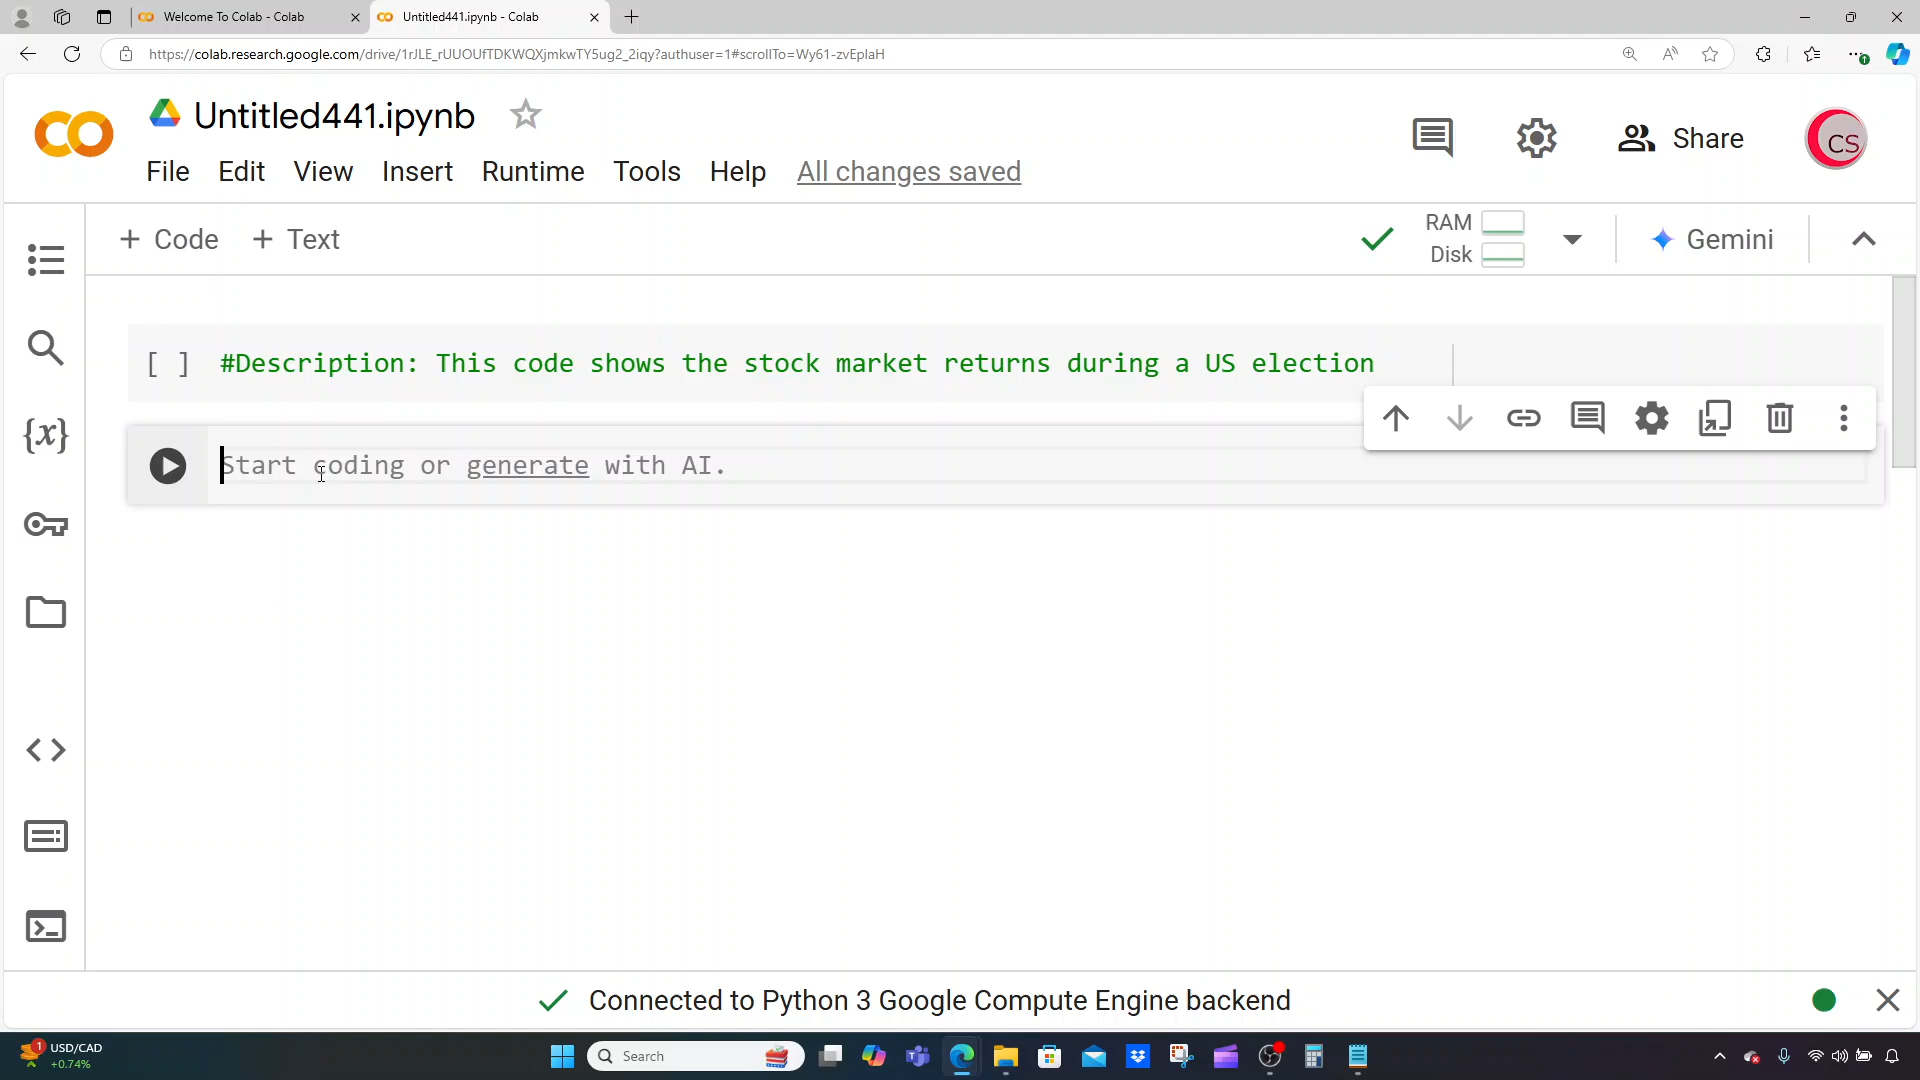 Welcome To Colab - Colab
Untitled441.ipynb - Colab
https://colab.research.google.com/drive/1rJLE_rUUOUfTDKWQXjmkwTY5ug2_2iqy?authuser=1#scrollTo=Wy61-zvEplaH
Untitled441.ipynb
Share
CS
File Edit View Insert Runtime Tools Help All changes saved
+ Code + Text
RAM
Disk
Gemini
[ ] #Description: This code shows the stock market returns during a US election
Start coding or generate with AI.
{x}
Connected to Python 3 Google Compute Engine backend
1
USD/CAD
+0.74%
Search